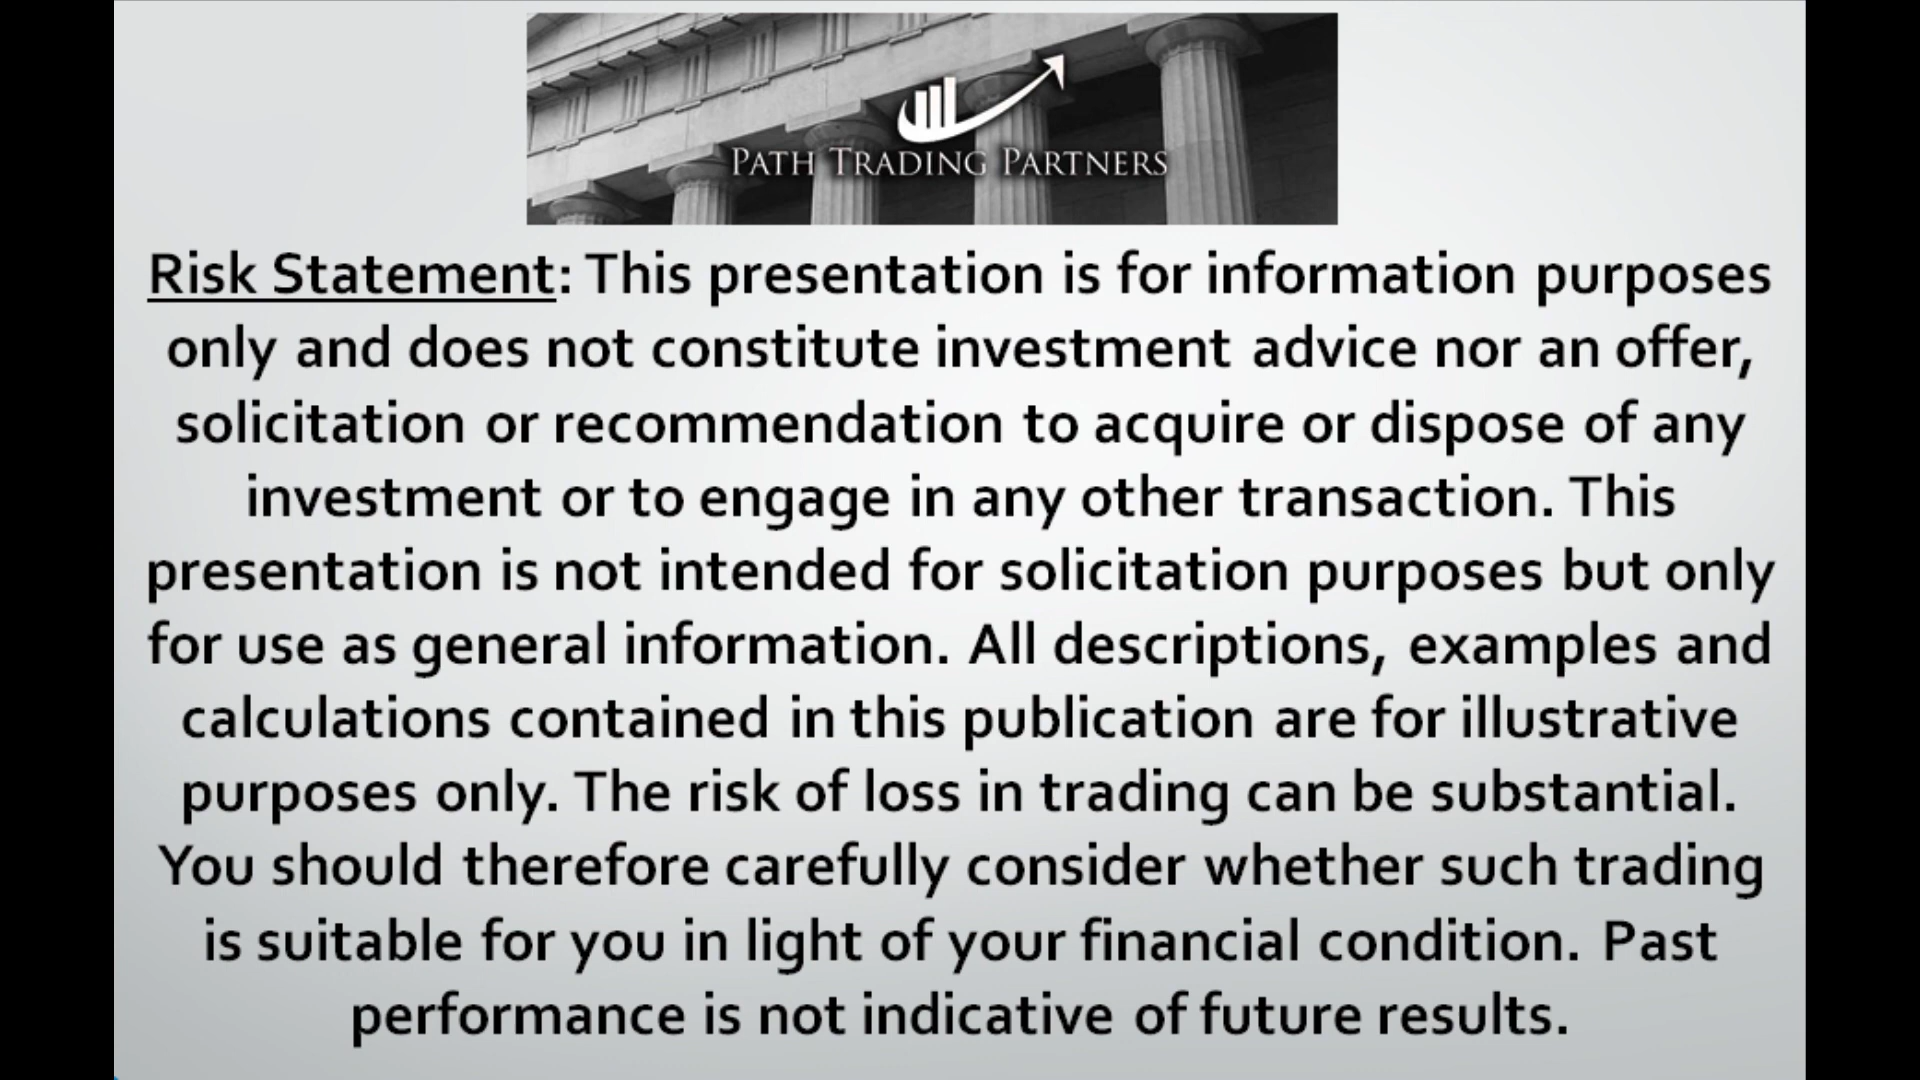 PATH TRADING PARTNERS
Risk Statement: This presentation is for information purposes
only and does not constitute investment advice nor an offer,
solicitation or recommendation to acquire or dispose of any
investment or to engage in any other transaction. This
presentation is not intended for solicitation purposes but only
for use as general information. All descriptions, examples and
calculations contained in this publication are for illustrative
purposes only. The risk of loss in trading can be substantial.
You should therefore carefully consider whether such trading
is suitable for you in light of your financial condition. Past
performance is not indicative of future results.